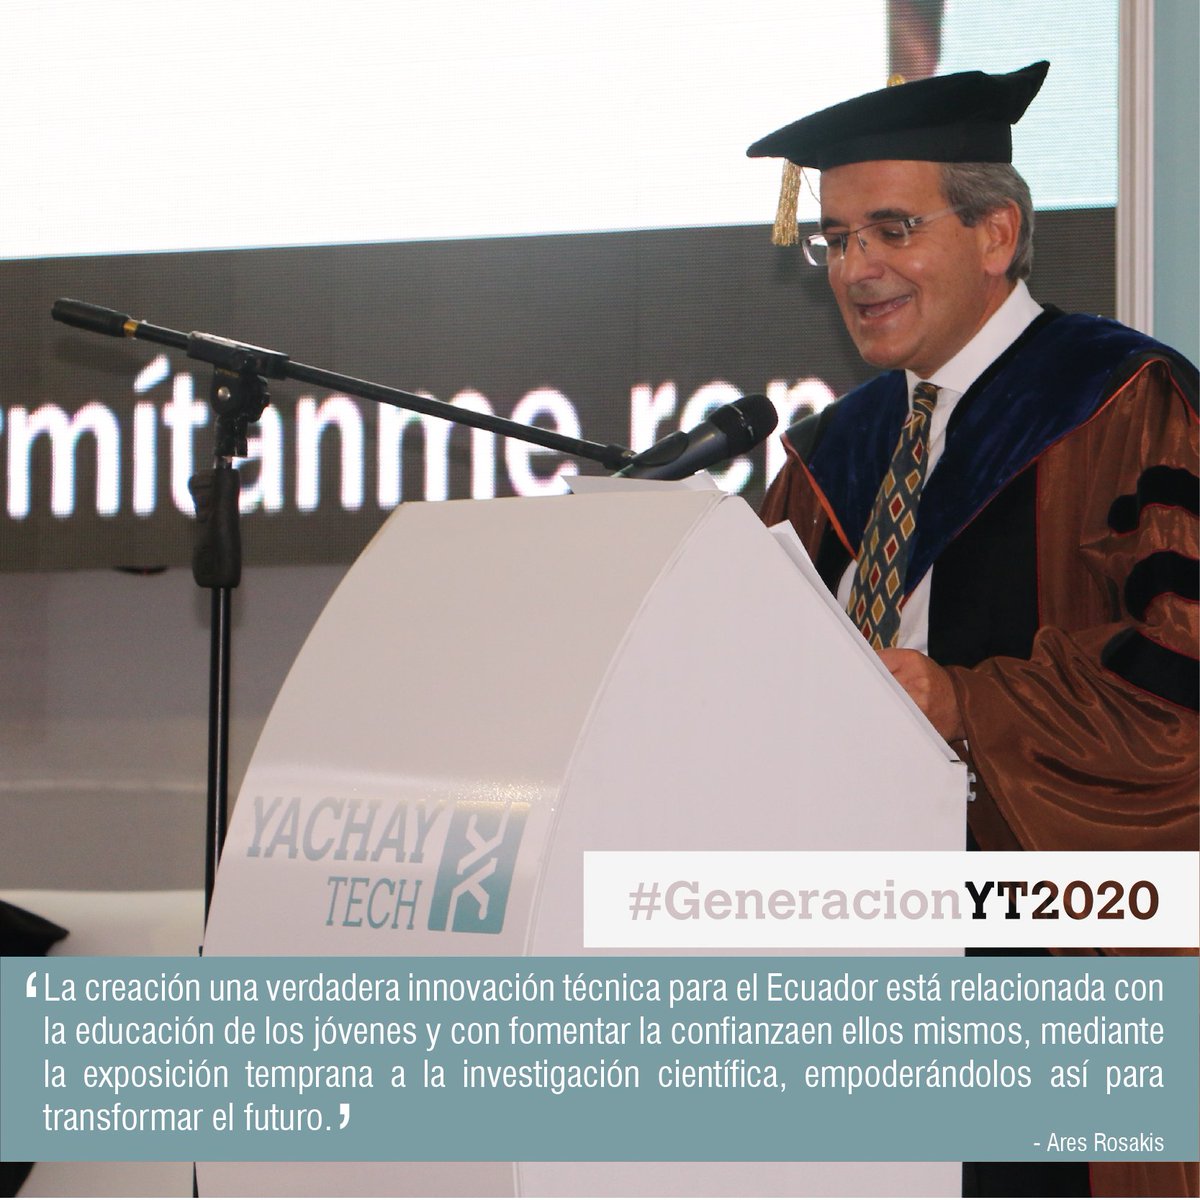 rmítanme rep
YACHAY
TECH
#GeneracionYT2020
‘La creación una verdadera innovación técnica para el Ecuador está relacionada con
la educación de los jóvenes y con fomentar la confianzaen ellos mismos, mediante
la exposición temprana a la investigación científica, empoderándolos así para
transformar el futuro.’
- Ares Rosakis